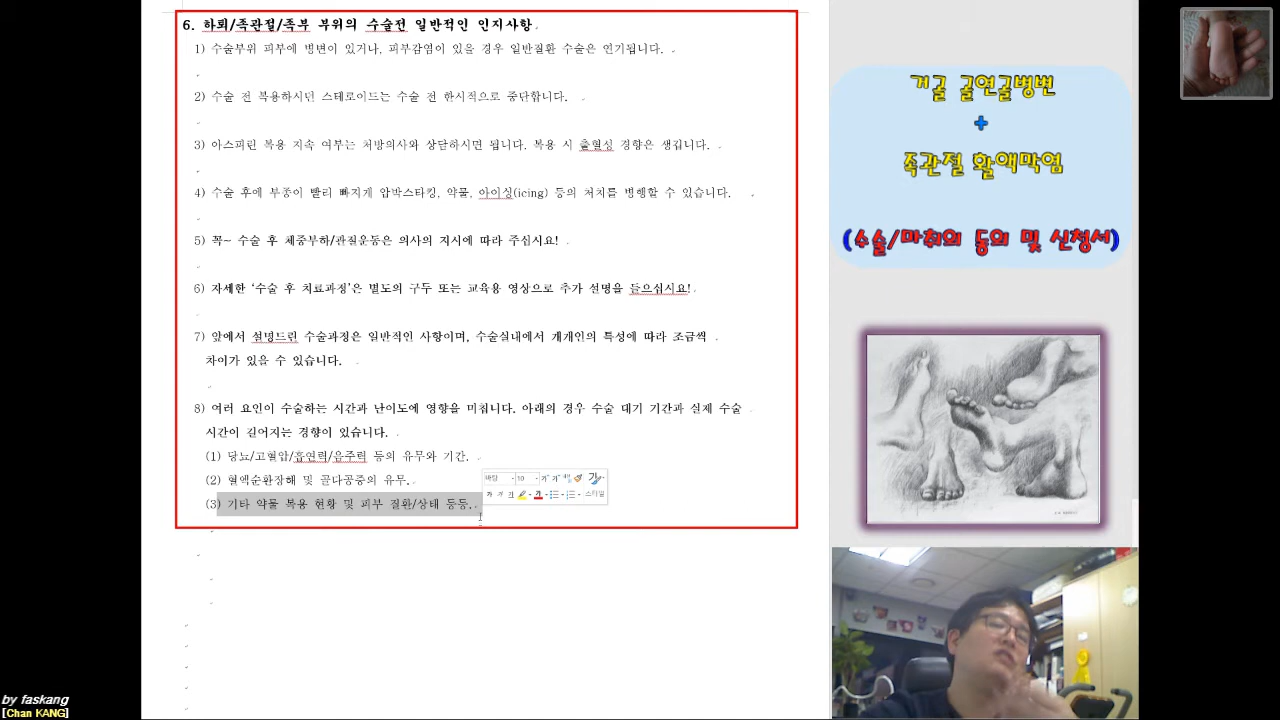 6. 하퇴/족관절/족부 부위의 수술전 일반적인 인지사항
1) 수술부위 피부에 병변이 있거나, 피부감염이 있을 경우 일반질환 수술은 연기됩니다.
2) 수술 전 복용하시던 스테로이드는 수술 전 한시적으로 중단합니다.
3) 아스피린 복용 지속 여부는 처방의사와 상담하시면 됩니다. 복용 시 출혈성 경향은 생깁니다.
4) 수술 후에 부종이 빨리 빠지게 압박스타킹, 약물, 아이싱(icing) 등의 처치를 병행할 수 있습니다.
5) 꼭~ 수술 후 체중부하/관절운동은 의사의 지시에 따라 주십시요!
6) 자세한 '수술 후 치료과정'은 별도의 구두 또는 교육용 영상으로 추가 설명을 들으십시요!
7) 앞에서 설명드린 수술과정은 일반적인 사항이며, 수술실내에서 개개인의 특성에 따라 조금씩
차이가 있을 수 있습니다.
8) 여러 요인이 수술하는 시간과 난이도에 영향을 미칩니다. 아래의 경우 수술 대기 기간과 실제 수술
시간이 길어지는 경향이 있습니다.
(1) 당뇨/고혈압/흡연력/음주력 등의 유무와 기간.
(2) 혈액순환장해 및 골다공증의 유무.
(3) 기타 약물 복용 현황 및 피부 질환/상태 등등.
바탕 10
스타일
거골 골연골병변
+
족관절 활액막염
(수술/마취의 동의 및 신청서)
by faskang
[Chan KANG]